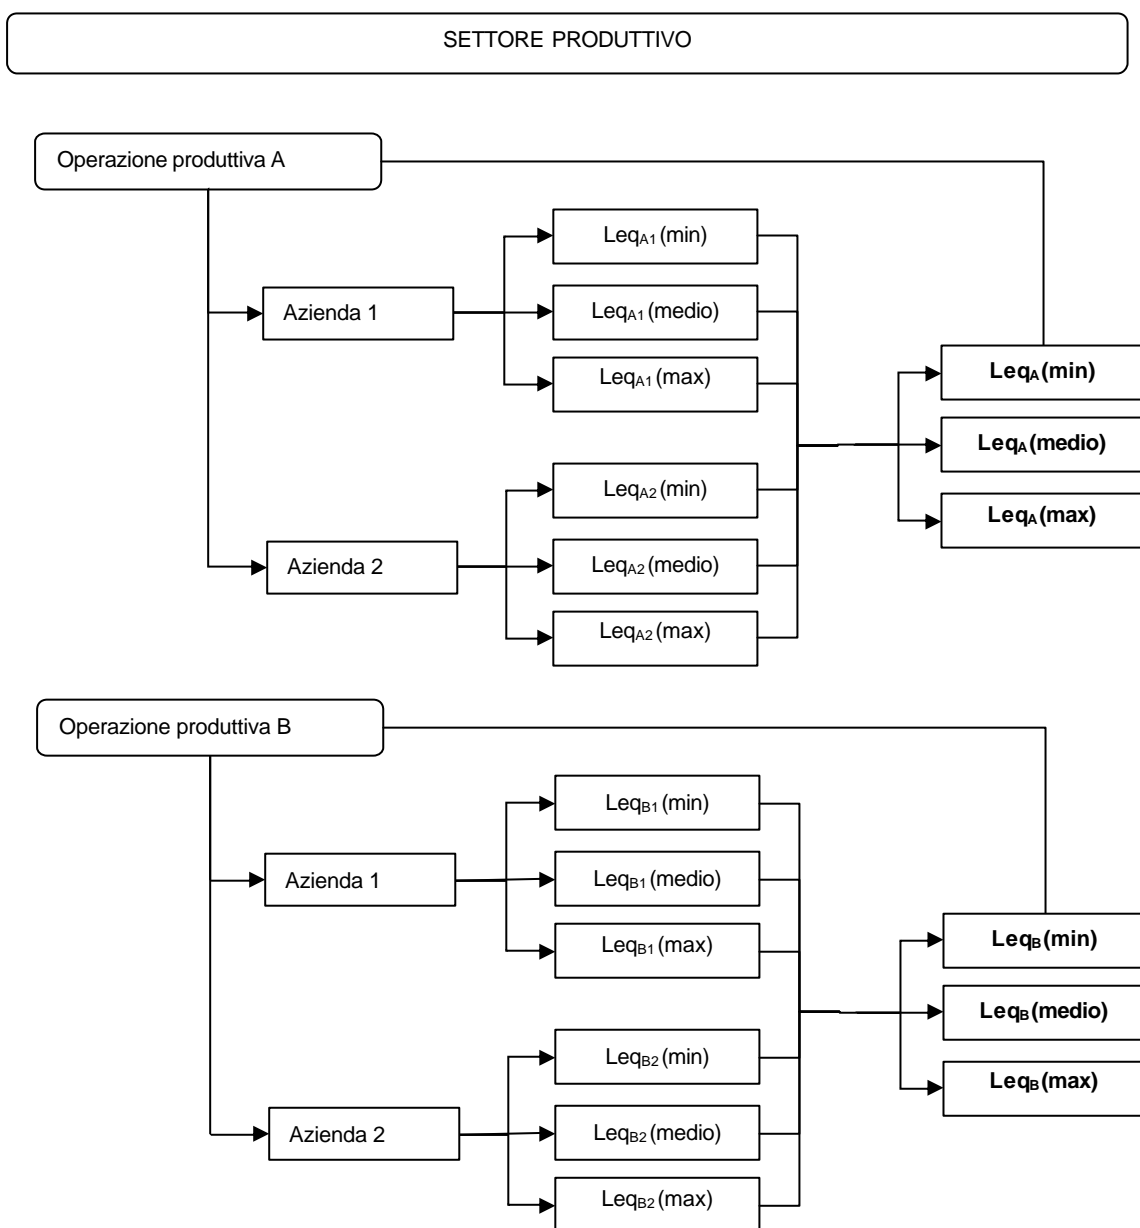 SETTORE PRODUTTIVO
Operazione produttiva A
LeqA1(min)
Azienda 1
LeqA1(medio)
LeqA1(max)
LeqA(min)
LeqA(medio)
LeqA2(min)
LeqA(max)
Azienda 2
LeqA2(medio)
LeqA2(max)
Operazione produttiva B
LeqB1(min)
Azienda 1
LeqB1(medio)
LeqB1(max)
LeqB(min)
LeqB(medio)
LeqB2(min)
LeqB(max)
Azienda 2
LeqB2(medio)
LeqB2(max)